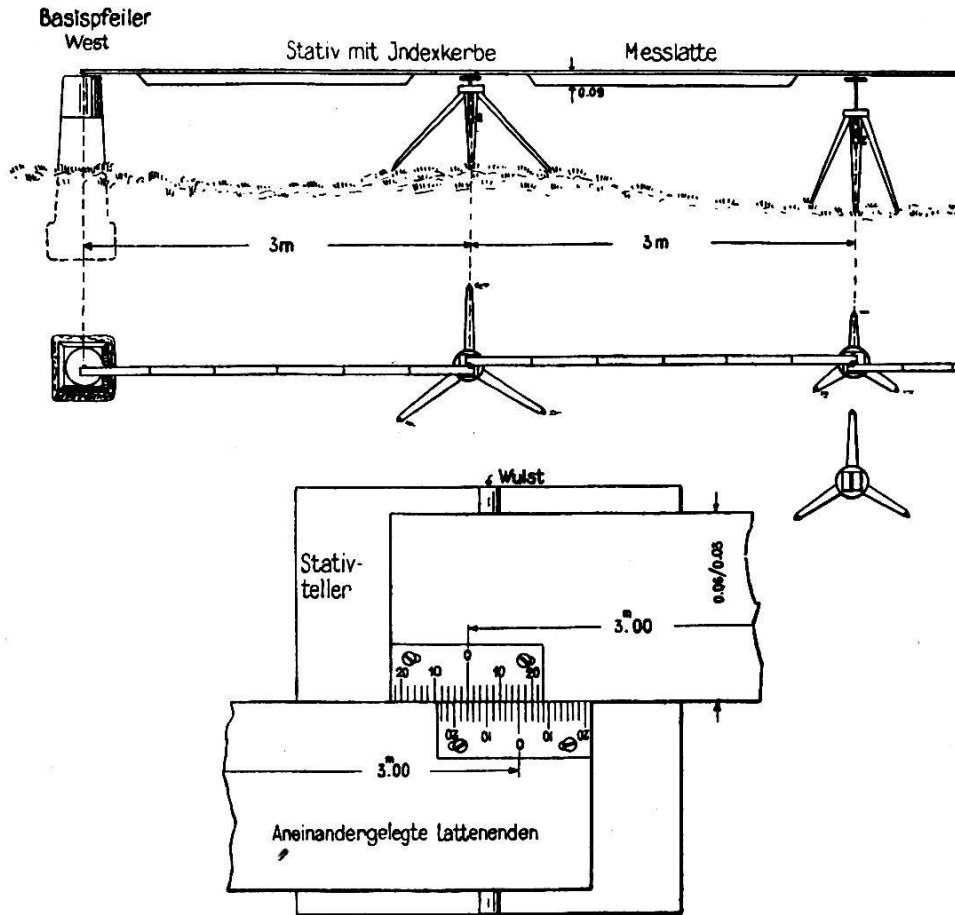 Basispfeiler
West
Stativ mit Jndexkerbe
Messlatte
0.09
3m
3m
Wulst
Stativ-
teller
0.06/0.08
3.00 m
20 10 0 10 20
20 10 0 10 20
3.00 m
Aneinandergelegte Lattenenden